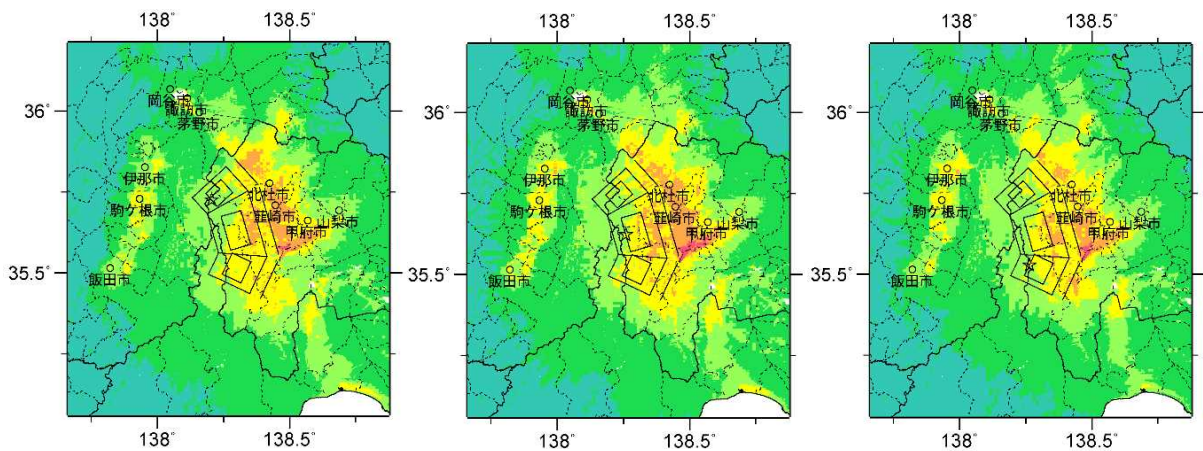 138° 138.5° 138° 138.5° 138° 138.5°
36° 36° 36°
岡谷市 岡谷市 岡谷市
諏訪市 諏訪市 諏訪市
茅野市 茅野市 茅野市
伊那市 伊那市 伊那市
北杜市 北杜市 北杜市
駒ケ根市 駒ケ根市 駒ケ根市
韮崎市 韮崎市 韮崎市
山梨市 山梨市 山梨市
甲府市 甲府市 甲府市
35.5° 35.5° 35.5°
飯田市 飯田市 飯田市
138° 138.5° 138° 138.5° 138° 138.5°